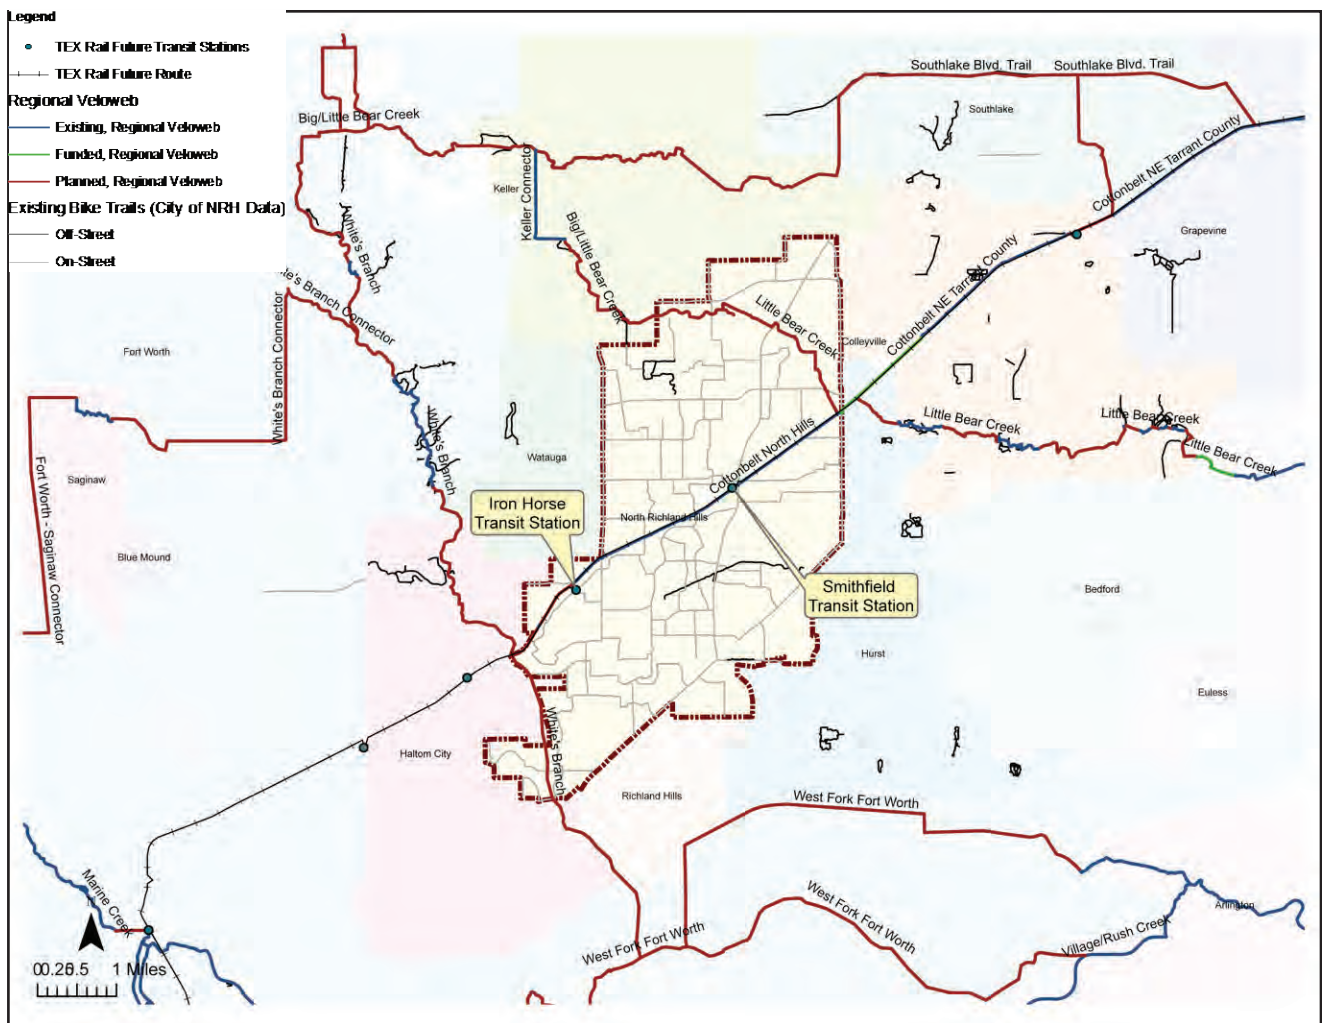 Legend
TEX Rail Future Transit Stations
TEX Rail Future Route
Regional Veloweb
Existing, Regional Veloweb
Funded, Regional Veloweb
Planned, Regional Veloweb
Existing Bike Trails (City of NRH Data)
Off-Street
On-Street
Southlake Blvd. Trail
Southlake Blvd. Trail
Southlake
Big/Little Bear Creek
Keller
Keller Connector
Cottonbelt NE Tarrant County
Grapevine
White's Branch
Big/Little Bear Creek
Cottonbelt NE Tarrant County
te's Branch Connector
Little Bear Creek
Colleyville
Fort Worth
White's Branch Connector
White's Branch
Little Bear Creek
Little Bear Creek
Little Bear Creek
Cottonbelt North Hills
Watauga
Saginaw
Fort Worth - Saginaw Connector
Iron Horse
Transit Station
North Richland Hills
Blue Mound
Smithfield
Transit Station
Bedford
Hurst
Euless
White's Branch
Haltom City
Richland Hills
West Fork Fort Worth
Marine Creek
West Fork Fort Worth
Arlington
West Fork Fort Worth
Village/Rush Creek
0 0.25 0.5 1 Miles